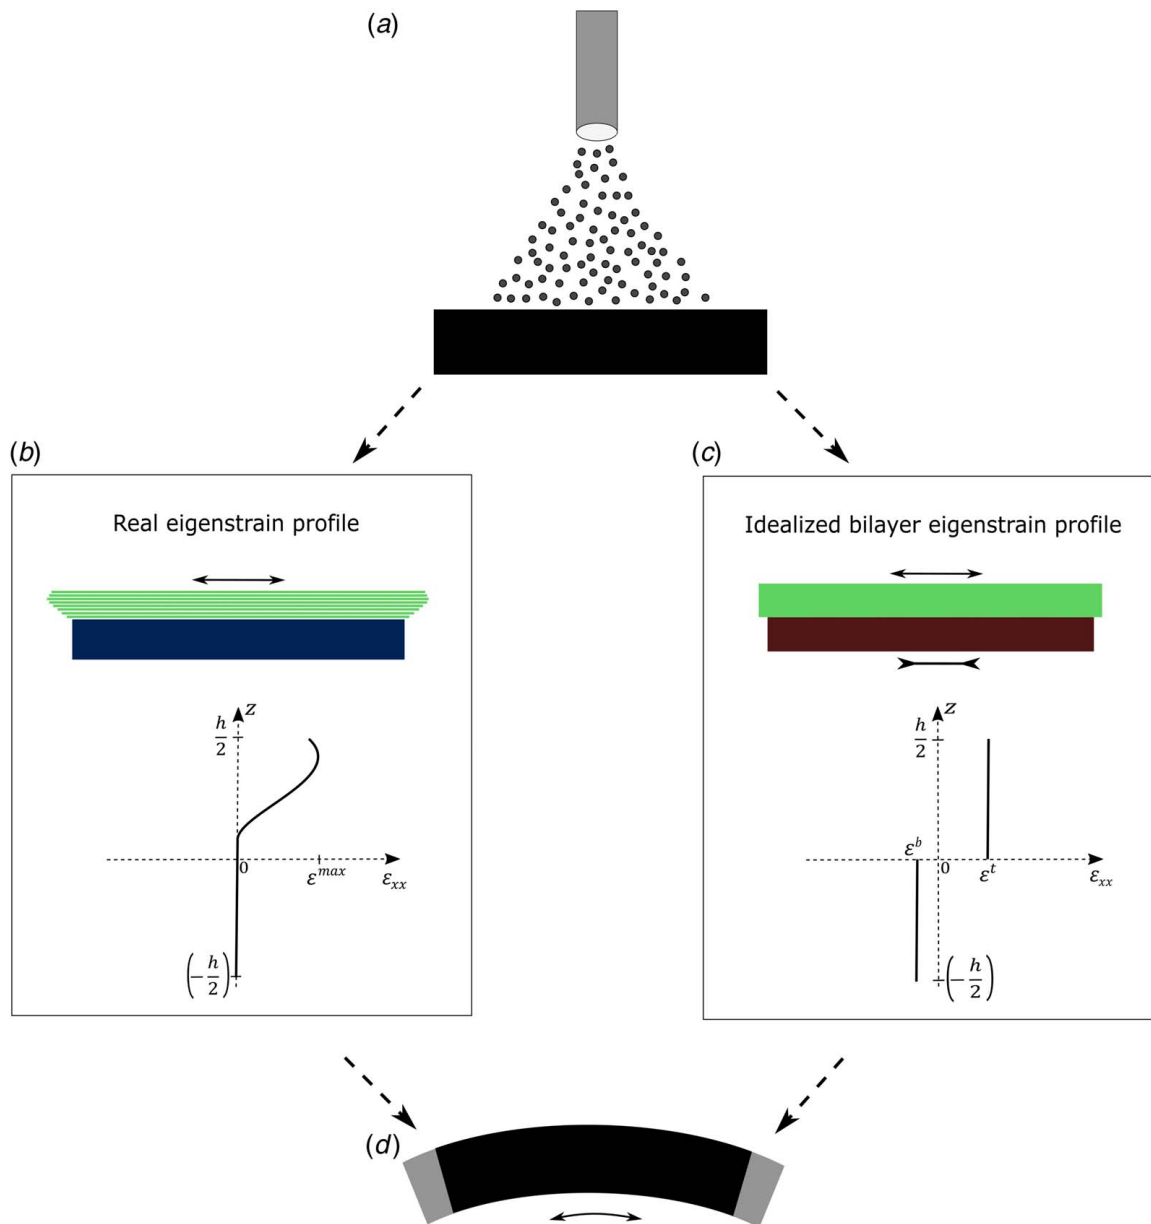 (a)
(b)
Real eigenstrain profile
z
h/2
0
ε^max
ε_xx
(-h/2)
(c)
Idealized bilayer eigenstrain profile
z
h/2
ε^b
0
ε^t
ε_xx
(-h/2)
(d)